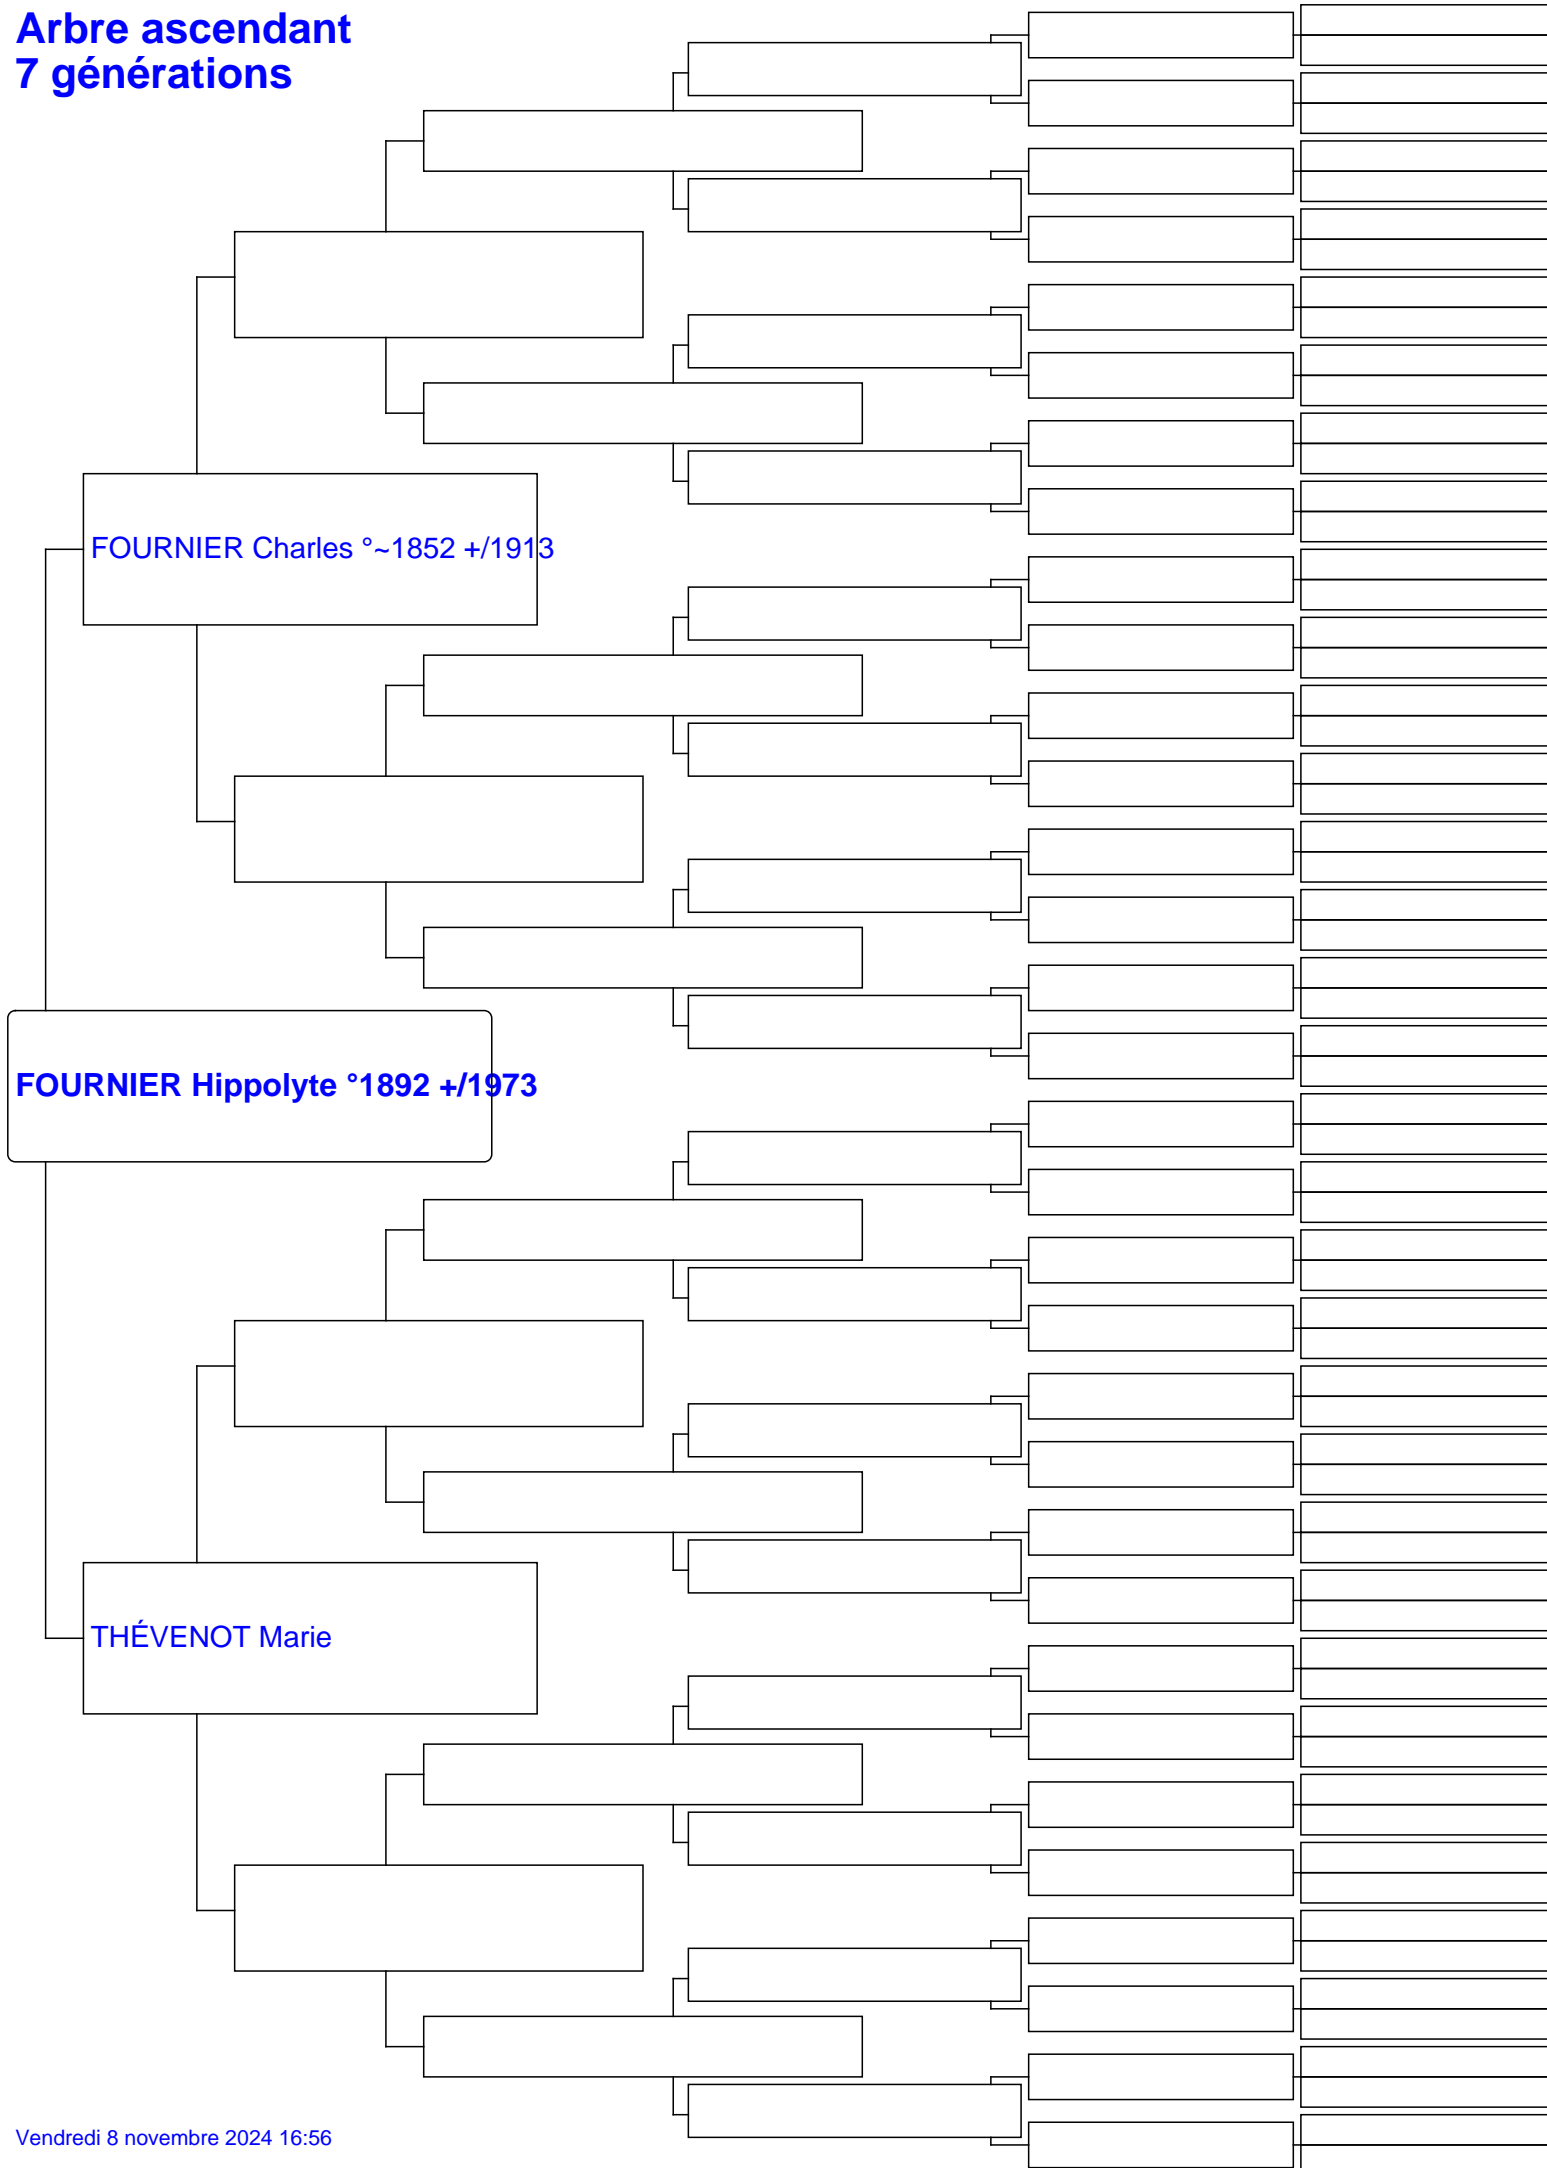 Arbre ascendant
7 générations
FOURNIER Charles °~1852 +/1913
FOURNIER Hippolyte °1892 +/1973
THÉVENOT Marie
Vendredi 8 novembre 2024 16:56